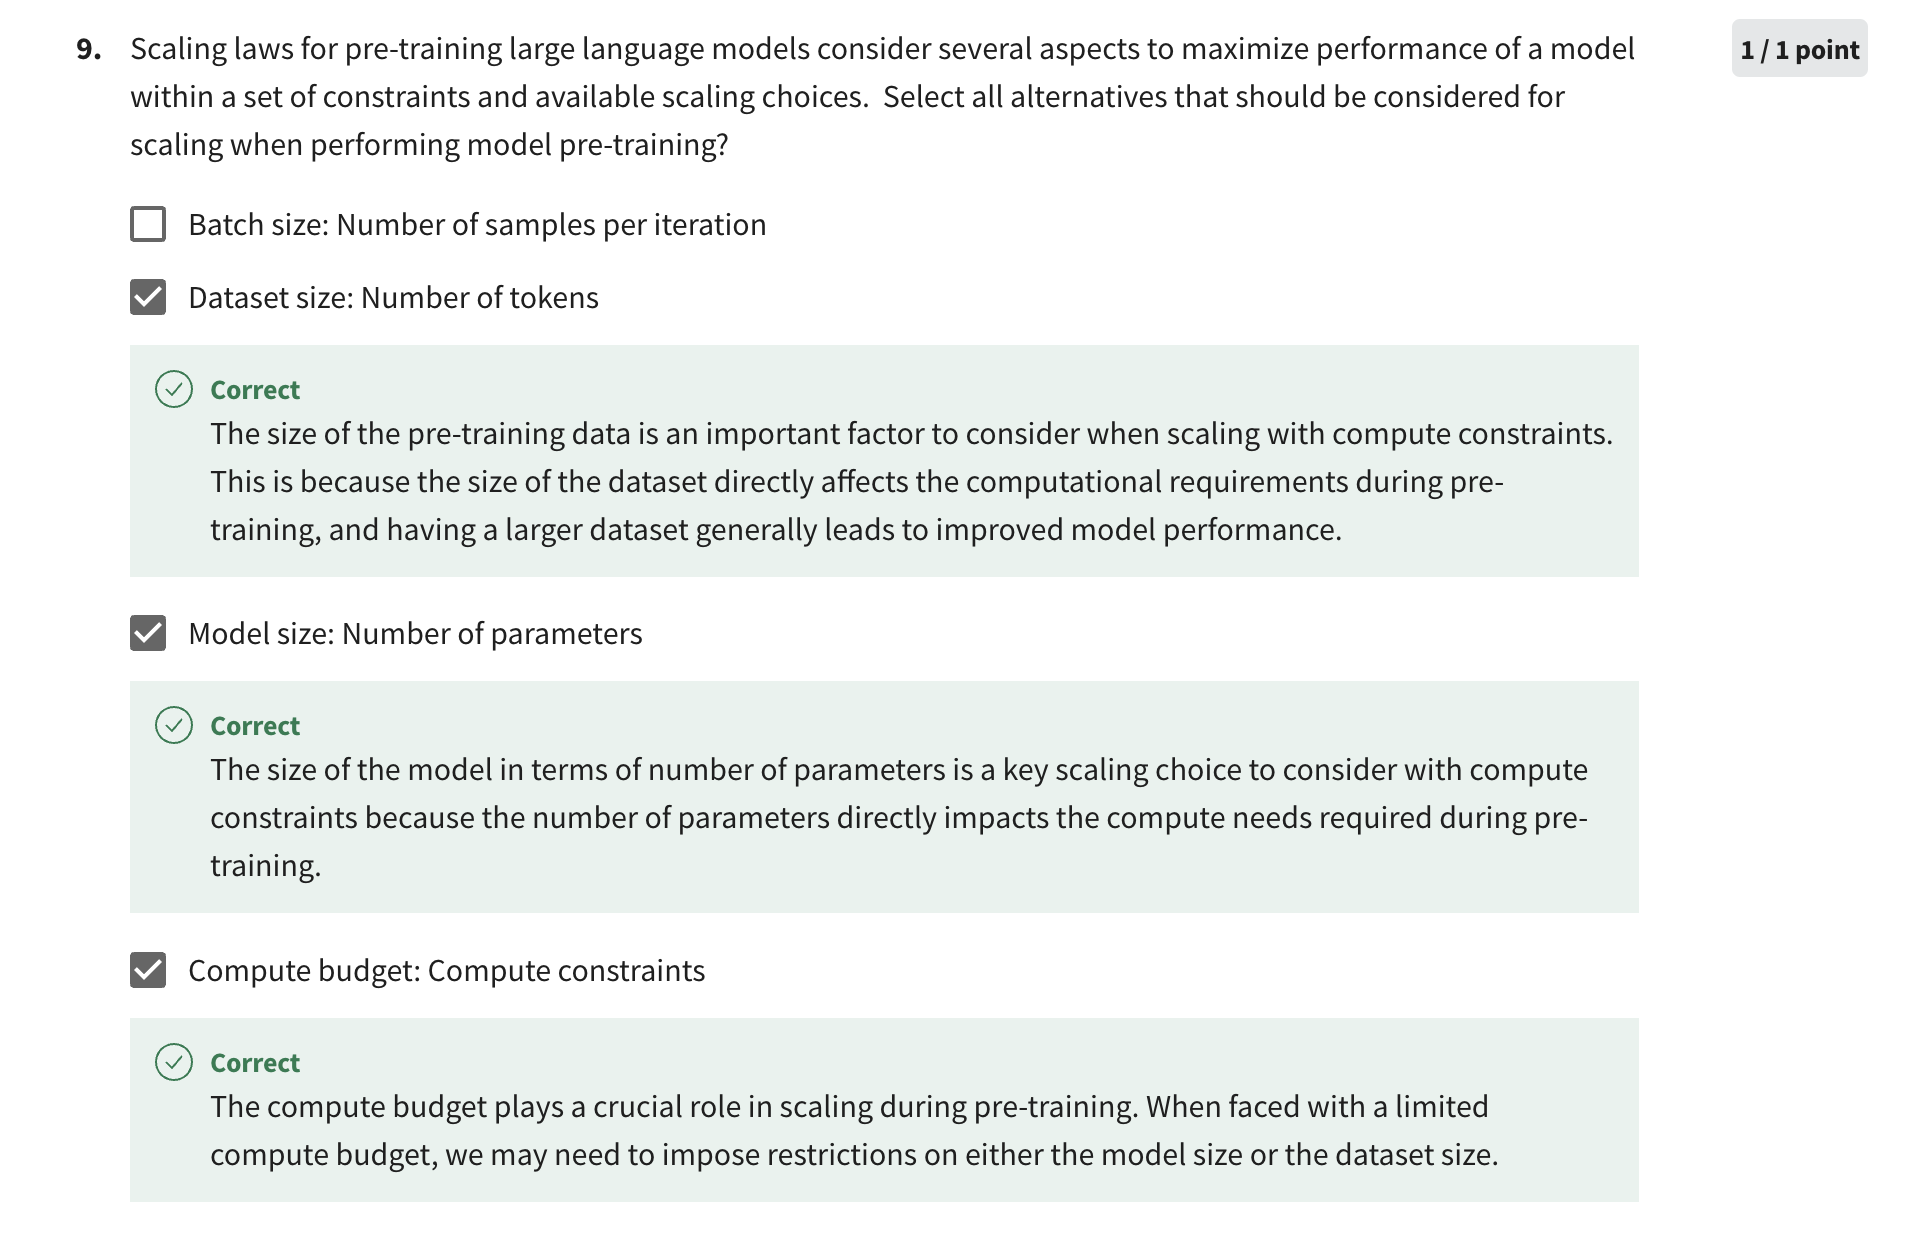 9. Scaling laws for pre-training large language models consider several aspects to maximize performance of a model
1 / 1 point
within a set of constraints and available scaling choices.  Select all alternatives that should be considered for
scaling when performing model pre-training?
Batch size: Number of samples per iteration
Dataset size: Number of tokens
Correct
The size of the pre-training data is an important factor to consider when scaling with compute constraints.
This is because the size of the dataset directly affects the computational requirements during pre-
training, and having a larger dataset generally leads to improved model performance.
Model size: Number of parameters
Correct
The size of the model in terms of number of parameters is a key scaling choice to consider with compute
constraints because the number of parameters directly impacts the compute needs required during pre-
training.
Compute budget: Compute constraints
Correct
The compute budget plays a crucial role in scaling during pre-training. When faced with a limited
compute budget, we may need to impose restrictions on either the model size or the dataset size.